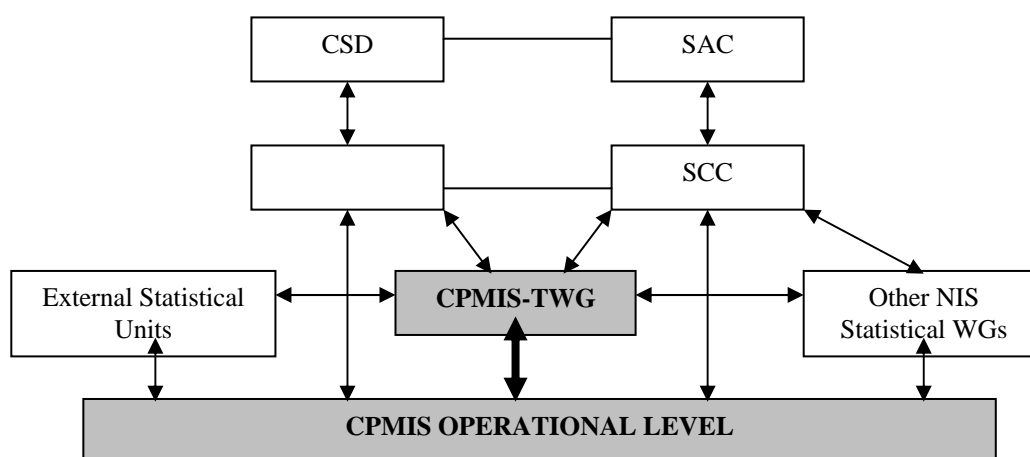 CSD
SAC
SCC
External Statistical
Units
CPMIS-TWG
Other NIS
Statistical WGs
CPMIS OPERATIONAL LEVEL